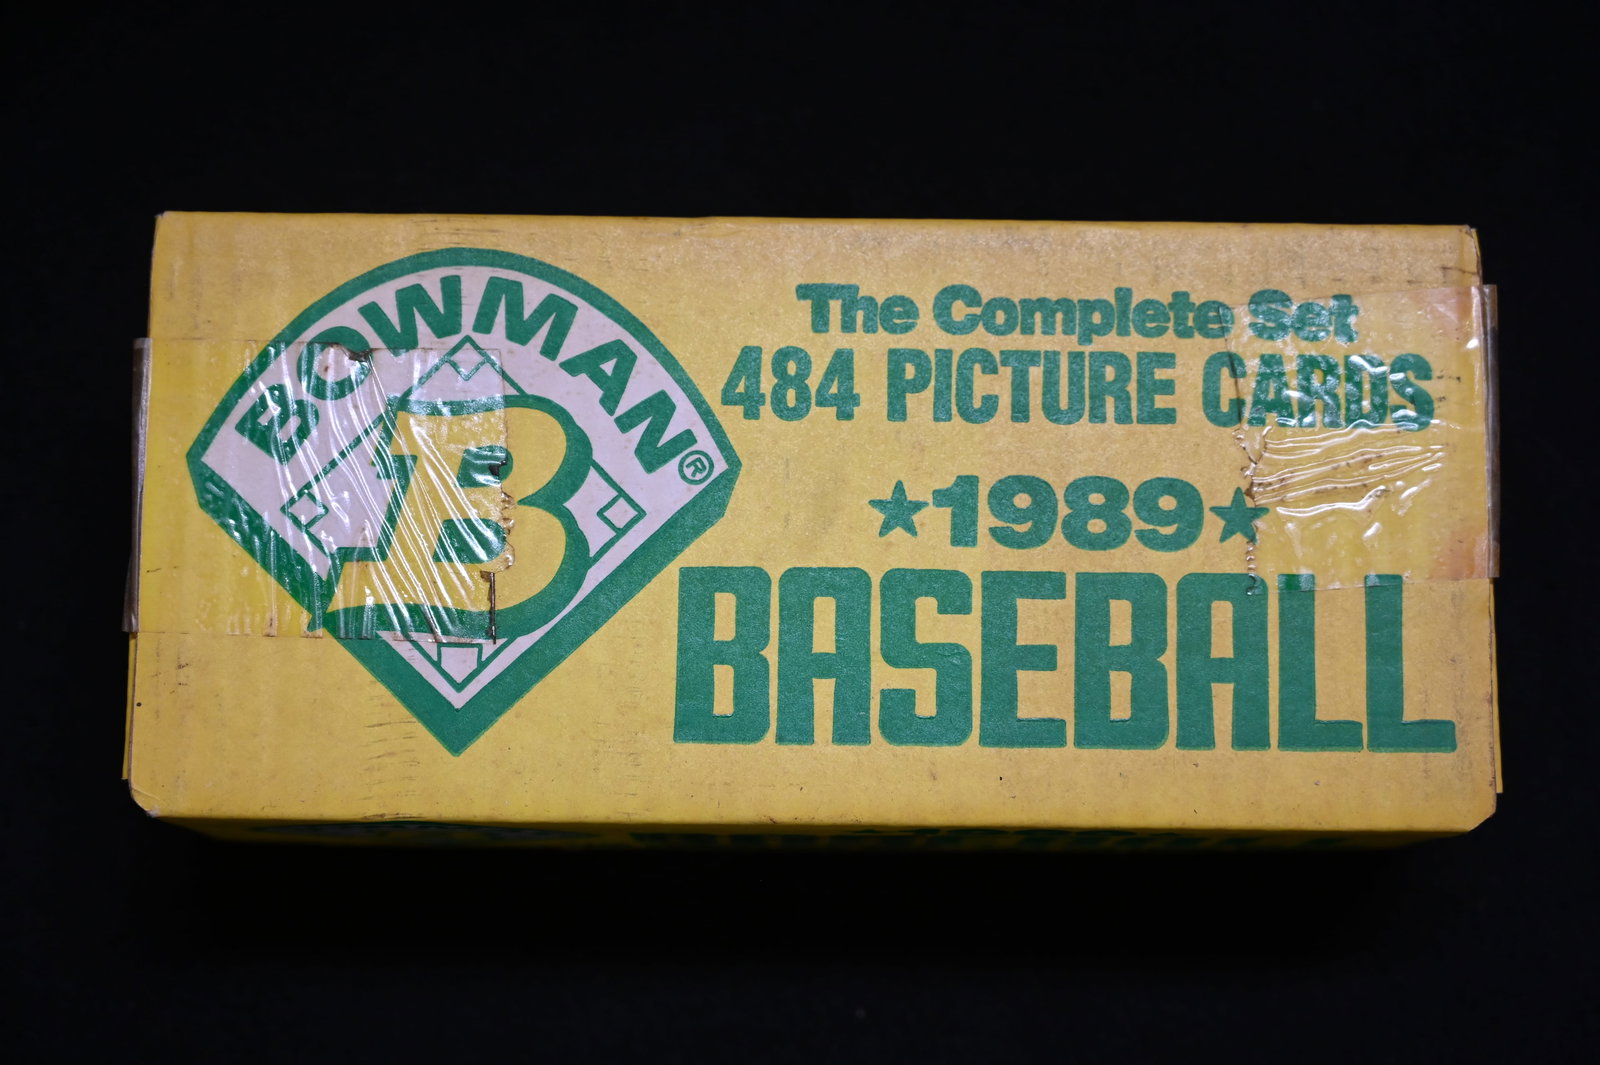 BOWMAN®
B
The Complete Set
484 PICTURE CARDS
★1989★
BASEBALL